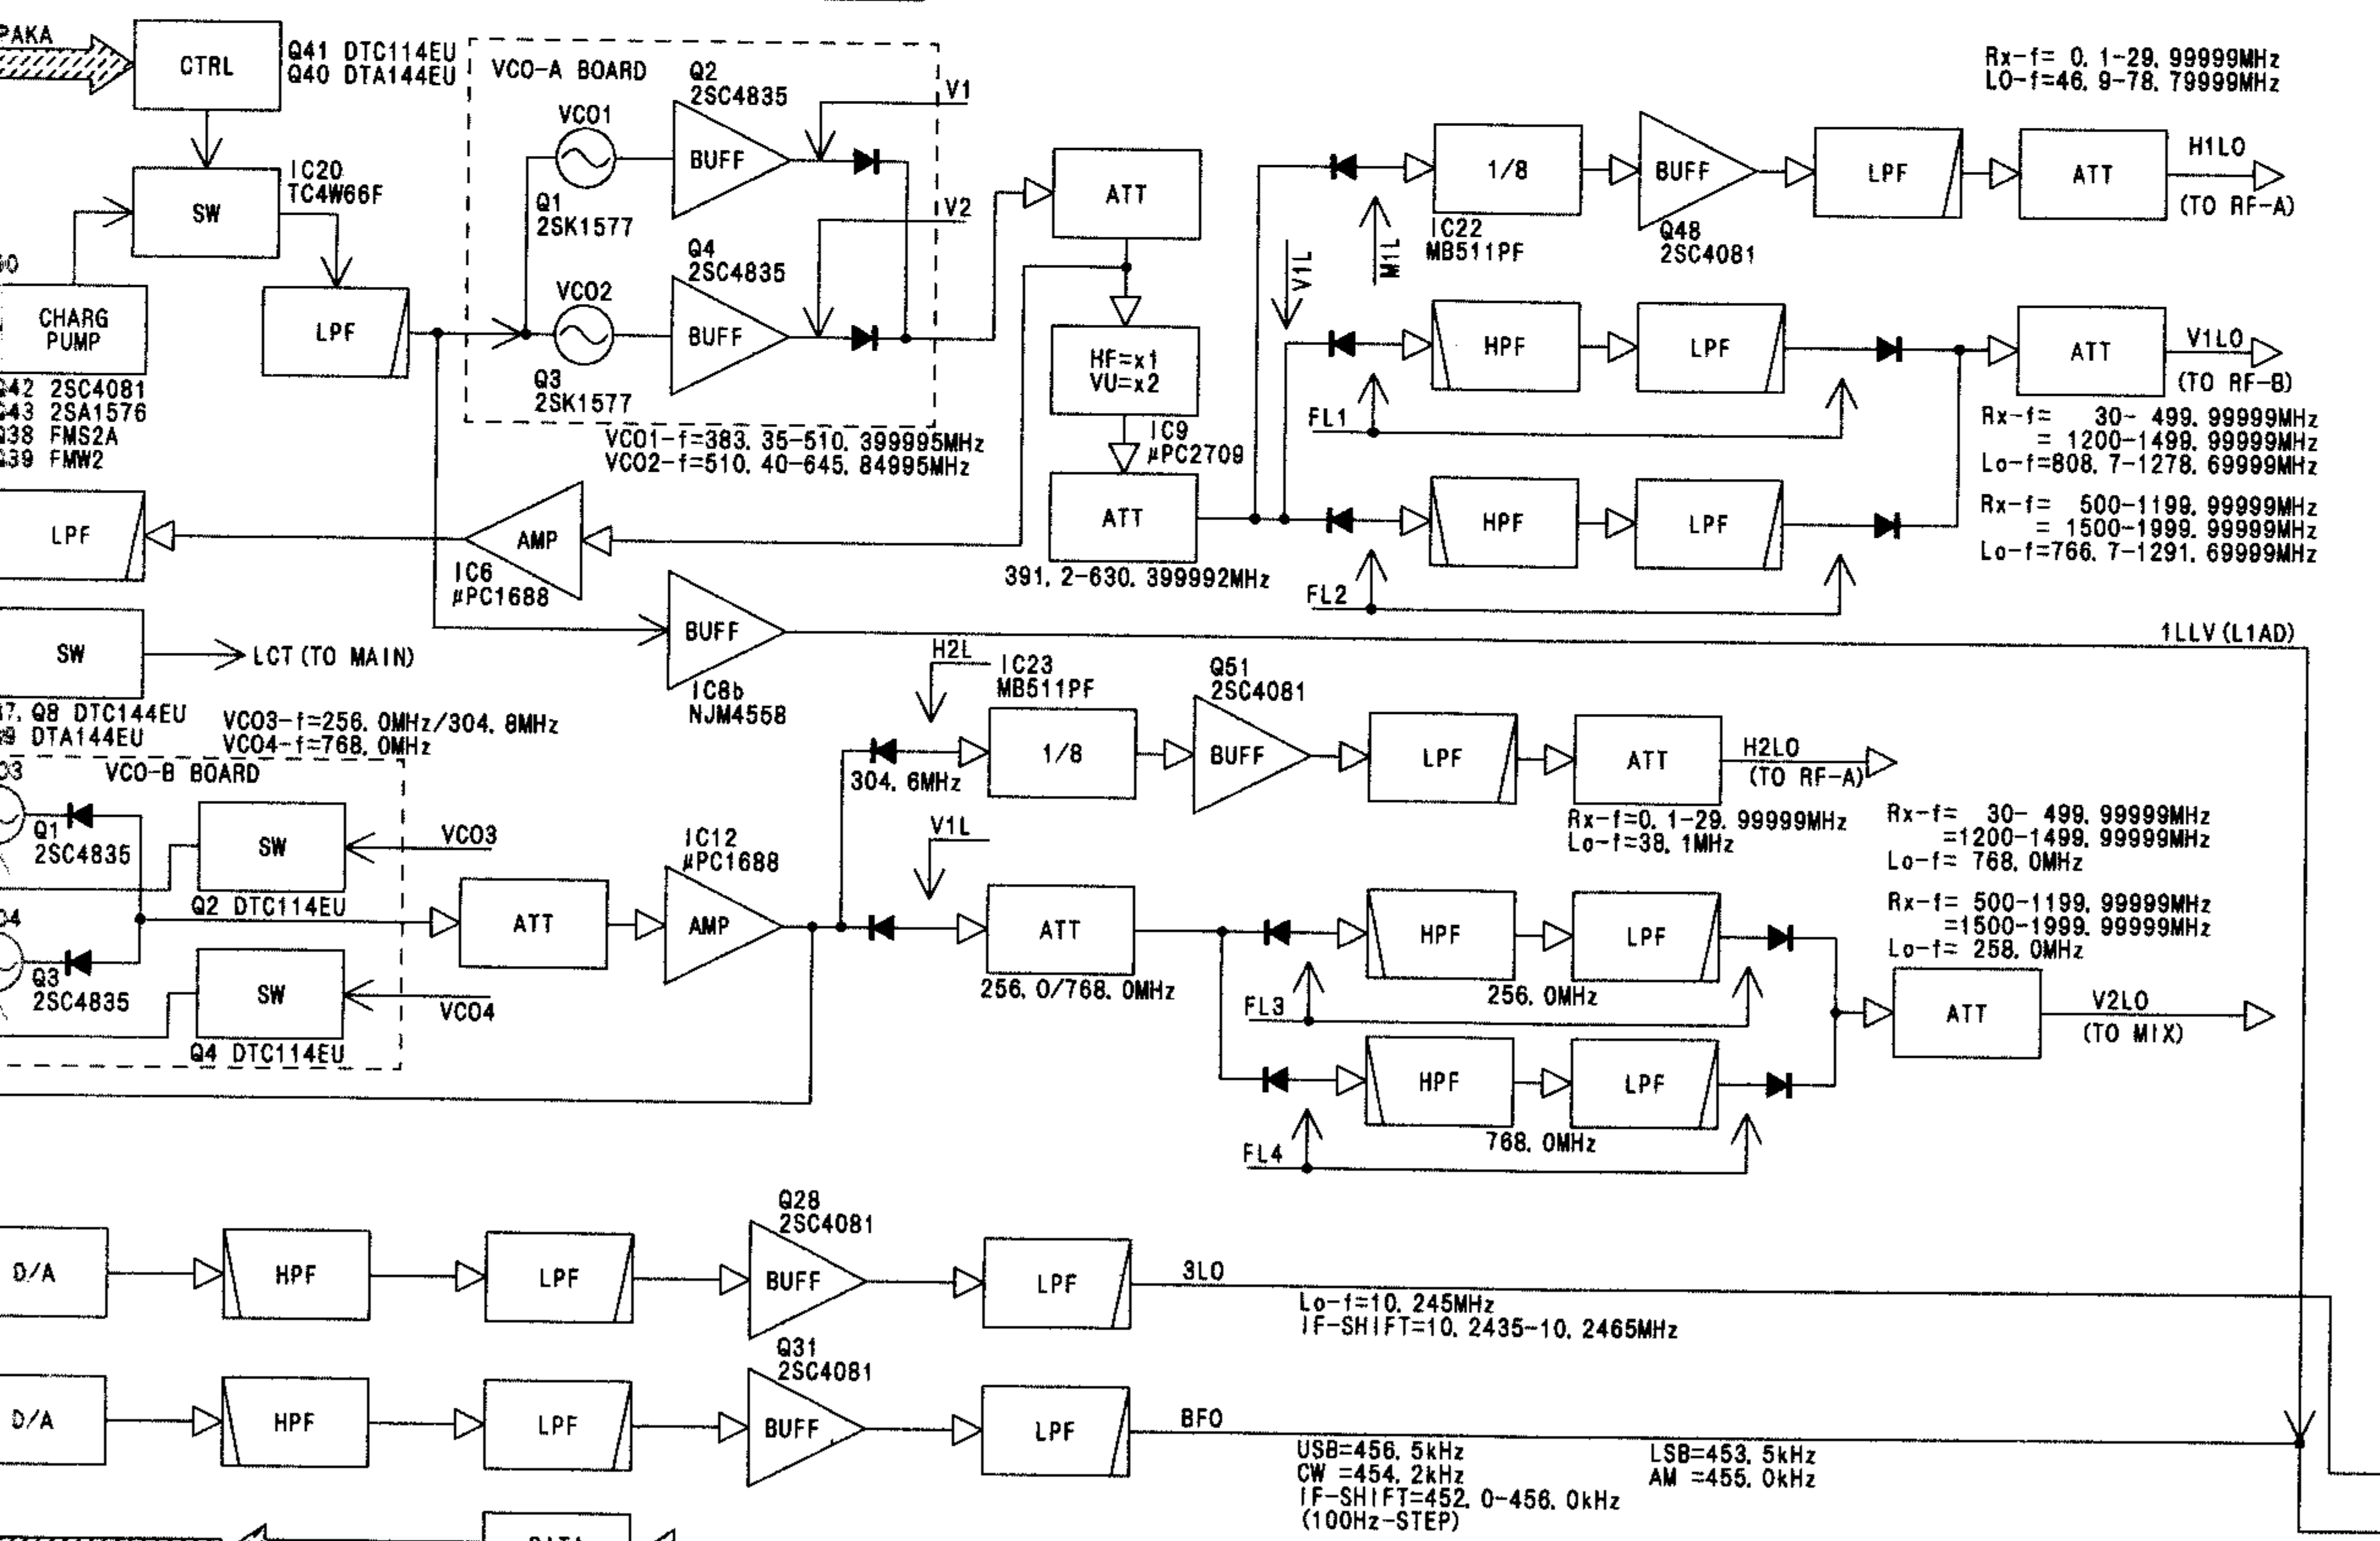 PAKA
CTRL
Q41 DTC114EU
Q40 DTA144EU
SW
IC20
TC4W66F
CHARG
PUMP
Q42 2SC4081
Q43 2SA1576
Q38 FMS2A
Q39 FMW2
LPF
VCO-A BOARD
VCO1
Q1
2SK1577
Q2
2SC4835
BUFF
V1
VCO2
Q3
2SK1577
Q4
2SC4835
BUFF
V2
VCO1-f=383. 35-510. 399995MHz
VCO2-f=510. 40-645. 84995MHz
ATT
HF=x1
VU=x2
IC9
μPC2709
ATT
391. 2-630. 399992MHz
M1L
V1L
1/8
IC22
MB511PF
BUFF
Q48
2SC4081
LPF
ATT
H1LO
(TO RF-A)
Rx-f= 0. 1-29. 99999MHz
LO-f=46. 9-78. 79999MHz
HPF
LPF
ATT
V1LO
(TO RF-B)
FL1
Rx-f= 30- 499. 99999MHz
= 1200-1499. 99999MHz
Lo-f=808. 7-1278. 69999MHz
HPF
LPF
FL2
Rx-f= 500-1199. 99999MHz
= 1500-1999. 99999MHz
Lo-f=766. 7-1291. 69999MHz
LPF
AMP
IC6
μPC1688
SW
LCT (TO MAIN)
Q8 DTC144EU
DTA144EU
BUFF
IC8b
NJM4558
1LLV (L1AD)
VCO3-f=256. 0MHz/304. 8MHz
VCO4-f=768. 0MHz
VCO-B BOARD
Q1
2SC4835
SW
VCO3
Q2 DTC114EU
Q3
2SC4835
SW
VCO4
Q4 DTC114EU
ATT
IC12
μPC1688
AMP
H2L
304. 6MHz
IC23
MB511PF
1/8
Q51
2SC4081
BUFF
LPF
ATT
H2LO
(TO RF-A)
Rx-f=0. 1-29. 99999MHz
Lo-f=38. 1MHz
V1L
ATT
256. 0/768. 0MHz
HPF
LPF
256. 0MHz
FL3
HPF
LPF
768. 0MHz
FL4
Rx-f= 30- 499. 99999MHz
=1200-1499. 99999MHz
Lo-f= 768. 0MHz
Rx-f= 500-1199. 99999MHz
=1500-1999. 99999MHz
Lo-f= 258. 0MHz
ATT
V2LO
(TO MIX)
D/A
HPF
LPF
Q28
2SC4081
BUFF
LPF
3LO
Lo-f=10. 245MHz
IF-SHIFT=10. 2435-10. 2465MHz
D/A
HPF
LPF
Q31
2SC4081
BUFF
LPF
BFO
USB=456. 5kHz LSB=453. 5kHz
CW =454. 2kHz AM =455. 0kHz
IF-SHIFT=452. 0-456. 0kHz
(100Hz-STEP)